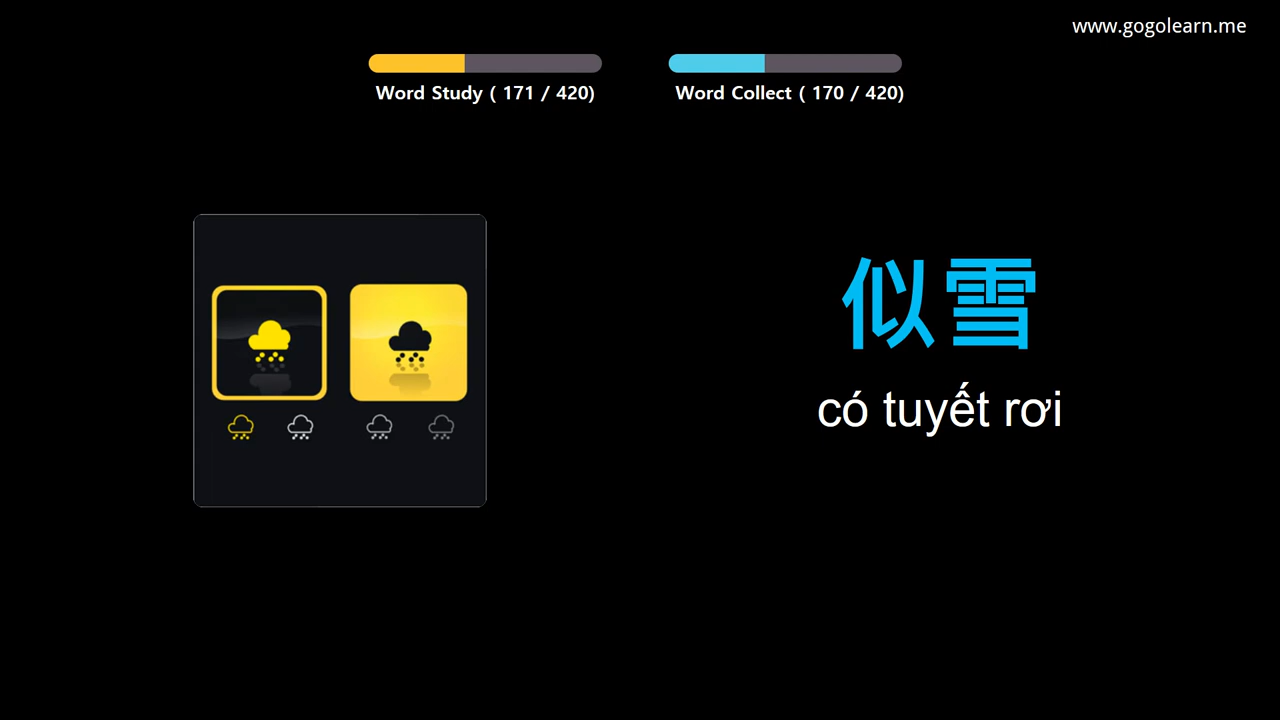 www.gogolearn.me
Word Study ( 171 / 420)
Word Collect ( 170 / 420)
似雪
có tuyết rơi